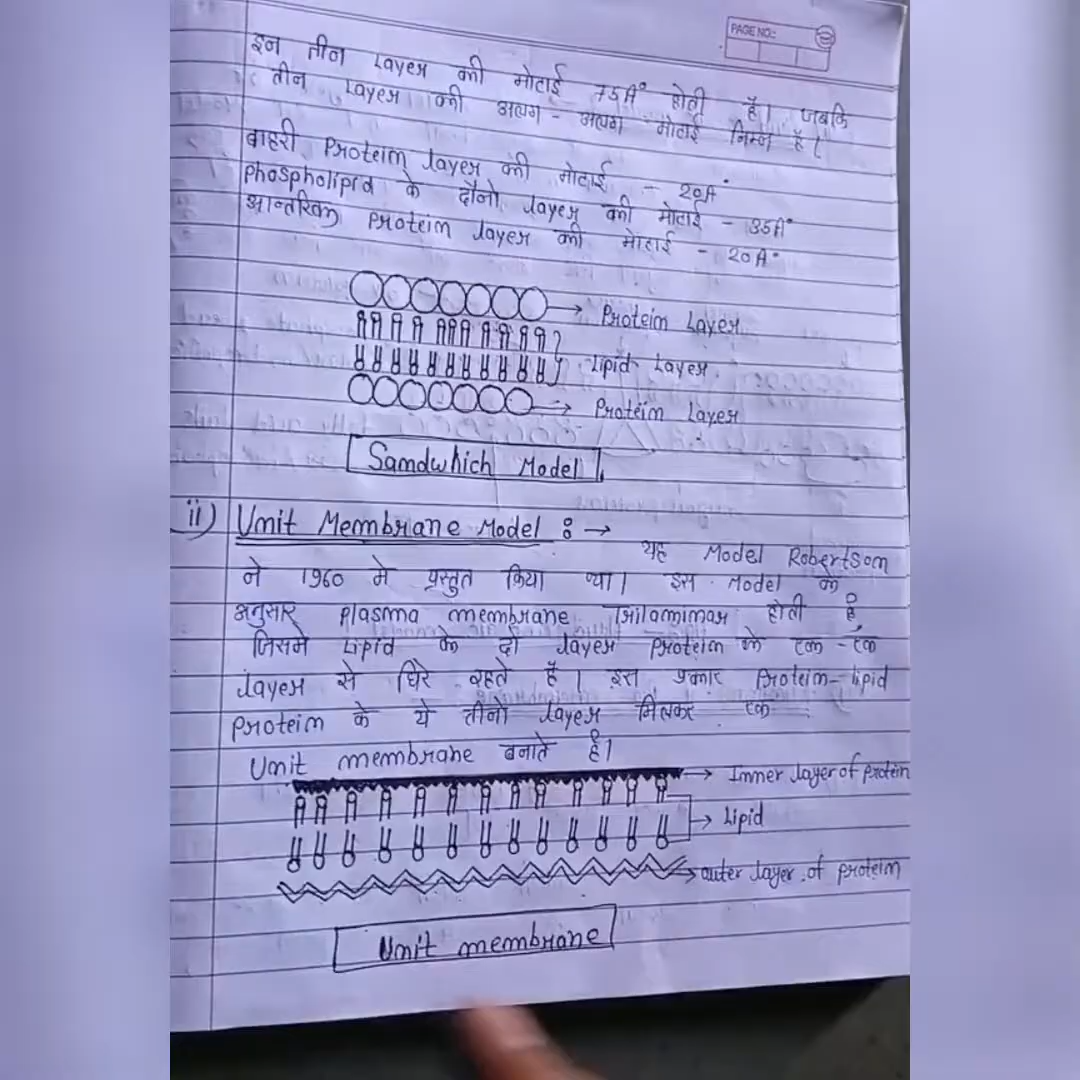 PAGE NO.:
इन तीन Layer की मोटाई 75A° होती है। जबकि
तीन Layer की अलग - अलग मोटाई निम्न है।
बाहरी Protein layer की मोटाई - 20A°
Phospholipid के दोनो layer की मोटाई - 35A°
आन्तरिक Protein layer की मोटाई - 20A°
Protein Layer
Lipid Layer.
Protein Layer
Sandwhich Model
ii) Unit Membrane Model :→
यह Model Robertson
ने 1960 मे प्रस्तुत किया था। इस Model के
अनुसार Plasma membrane Trilaminar होती है
जिसमे Lipid के दो layer Protein के एक-एक
layer से घिरे रहते है। इस प्रकार Protein-lipid
Protein के ये तीनो layer मिलकर एक
Unit membrane बनाते है।
Inner layer of protein
Lipid
outer layer of protein
Unit membrane